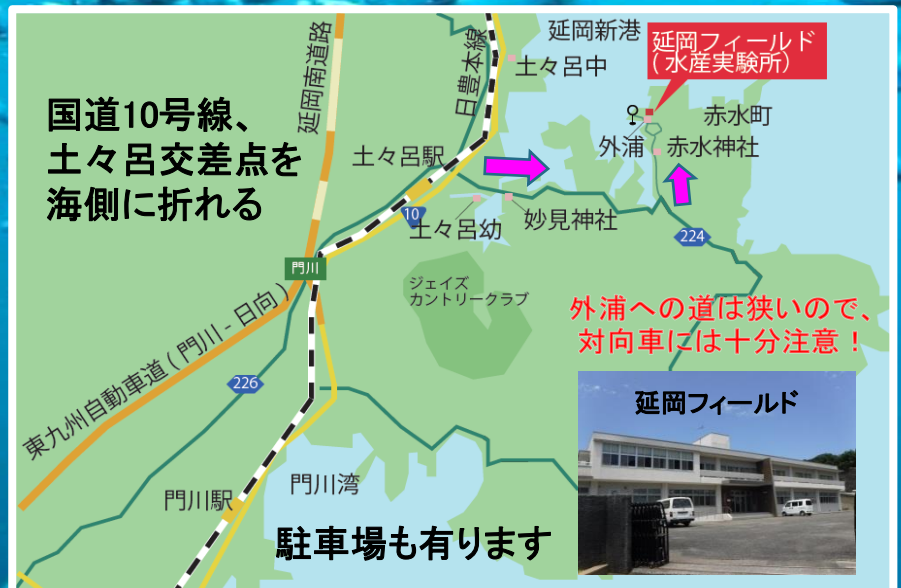 延岡新港
延岡フィールド
(水産実験所)
延岡南道路
日豊本線
土々呂中
国道10号線、
土々呂交差点を
海側に折れる
赤水町
外浦
赤水神社
土々呂駅
10
土々呂幼
妙見神社
224
門川
ジェイズ
カントリークラブ
外浦への道は狭いので、
対向車には十分注意！
東九州自動車道(門川-日向)
226
延岡フィールド
門川駅
門川湾
駐車場も有ります